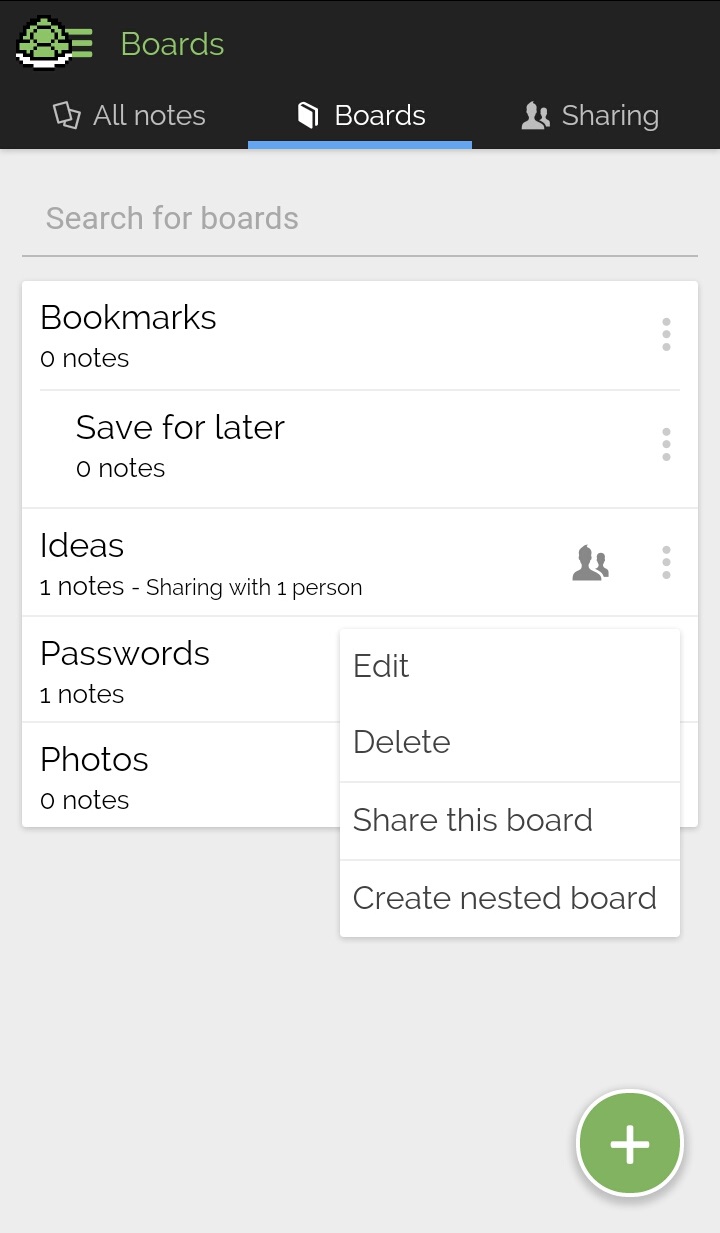 Boards
All notes
Boards
Sharing
Search for boards
Bookmarks
0 notes
Save for later
0 notes
Ideas
1 notes - Sharing with 1 person
Passwords
1 notes
Photos
0 notes
Edit
Delete
Share this board
Create nested board